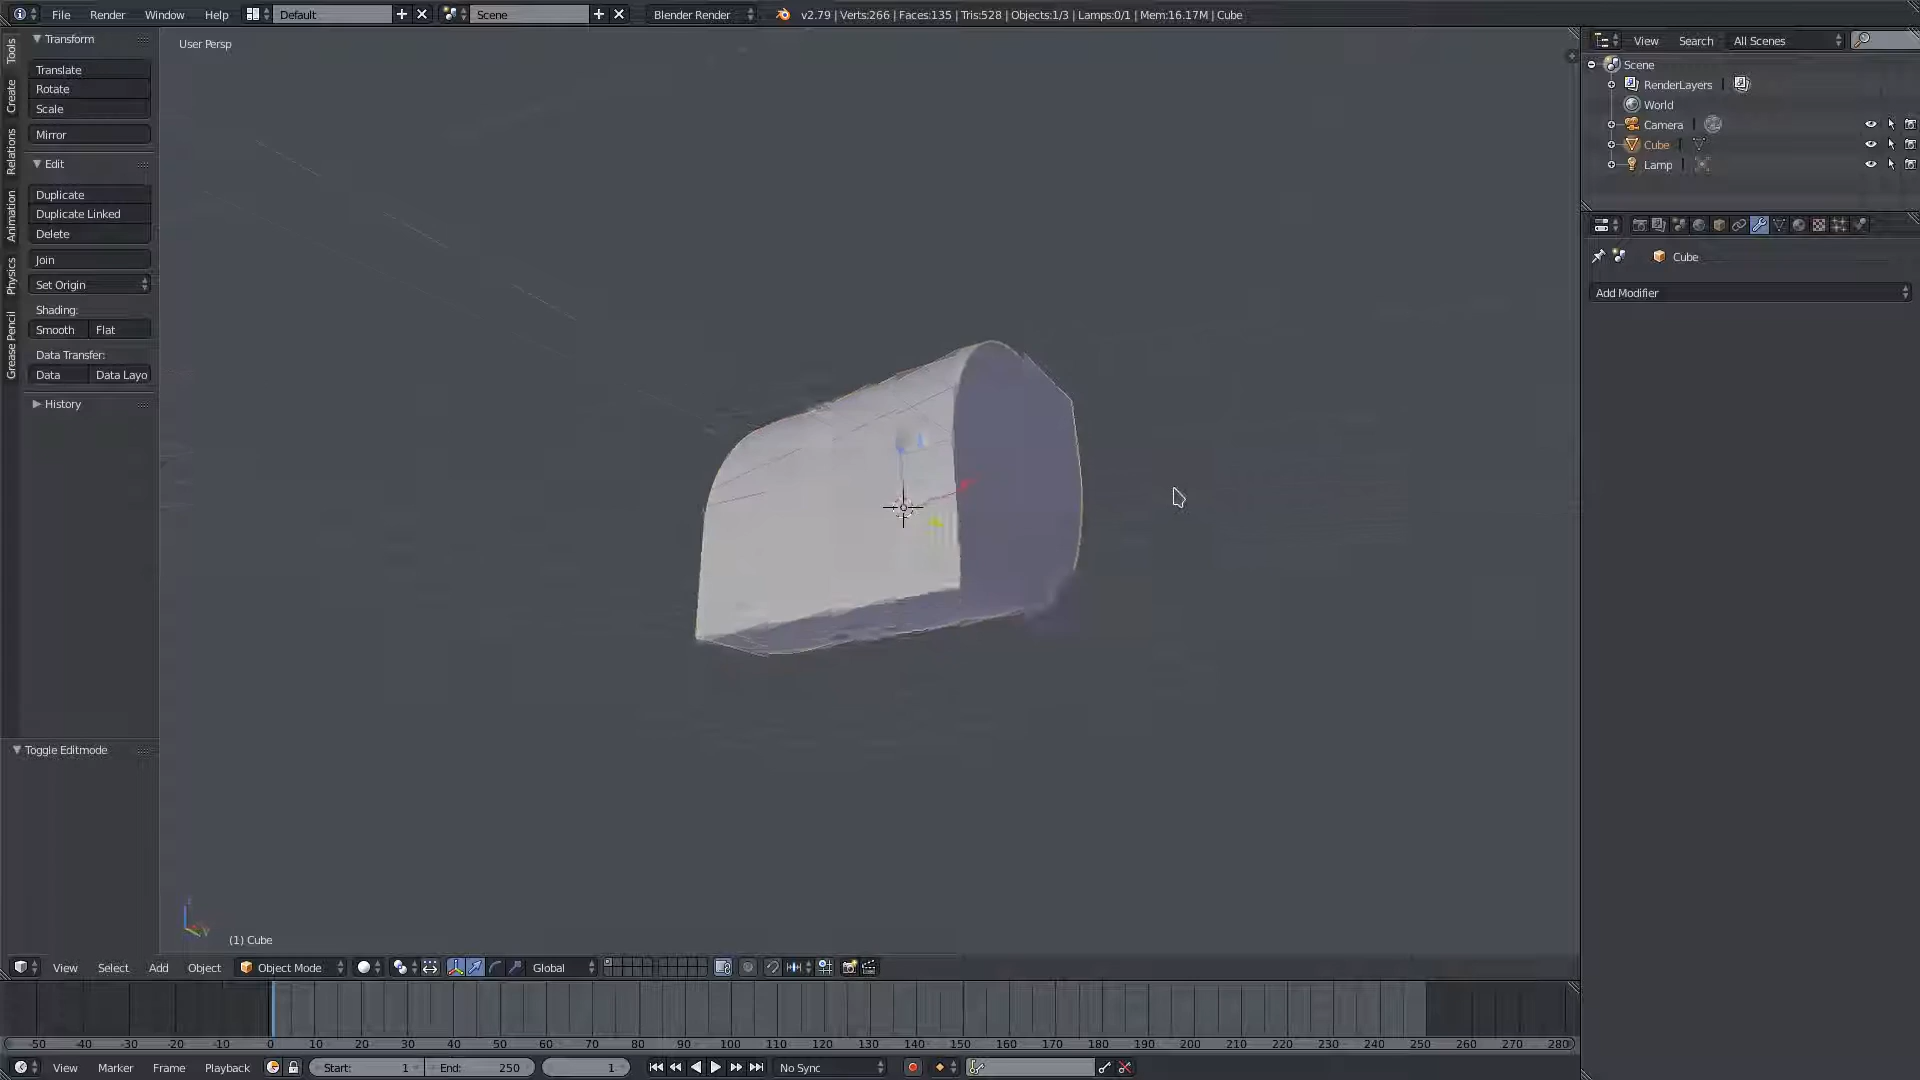 File Render Window Help Default Scene Blender Render v2.79 | Verts:266 | Faces:135 | Tris:528 | Objects:1/3 | Lamps:0/1 | Mem:16.17M | Cube
User Persp
Tools
Create
Relations
Animation
Physics
Grease Pencil
Transform
Translate
Rotate
Scale
Mirror
Edit
Duplicate
Duplicate Linked
Delete
Join
Set Origin
Shading:
Smooth Flat
Data Transfer:
Data Data Layo
History
Toggle Editmode
View Search All Scenes
Scene
RenderLayers
World
Camera
Cube
Lamp
Cube
Add Modifier
(1) Cube
View Select Add Object Object Mode Global
-50 -40 -30 -20 -10 0 10 20 30 40 50 60 70 80 90 100 110 120 130 140 150 160 170 180 190 200 210 220 230 240 250 260 270 280
View Marker Frame Playback Start: 1 End: 250 1 No Sync